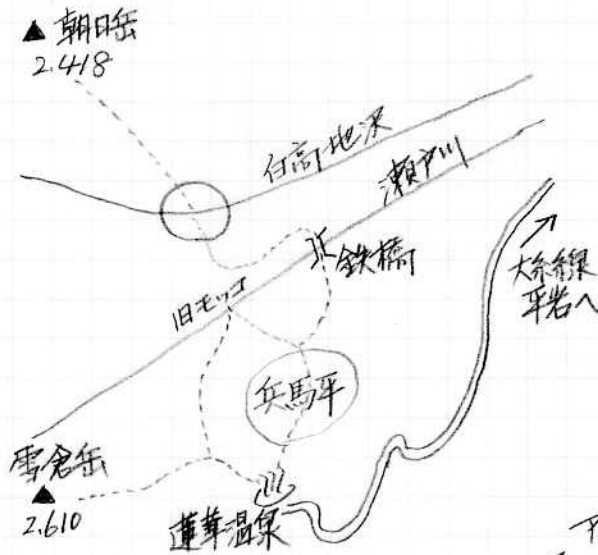 ▲ 朝日岳
2.418
白高地沢
瀬戸川
鉄橋
大糸線
平岩へ
旧モッコ
兵馬平
雪倉岳
▲
2.610
蓮華温泉